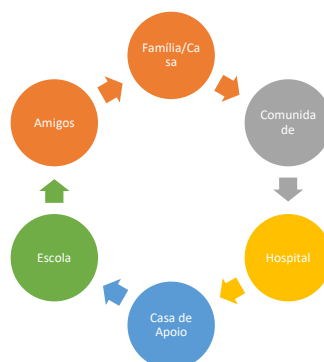 Família/Ca
sa
Comunida
de
Hospital
Casa de
Apoio
Escola
Amigos